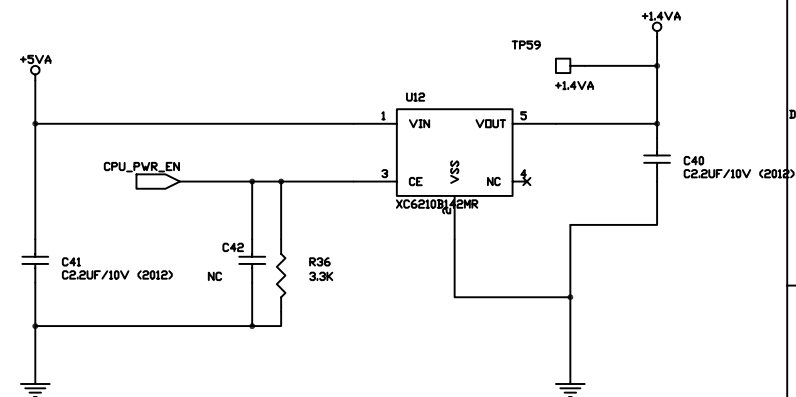 +1.4VA
TP59
+5VA
+1.4VA
U12
D
1
VIN
VOUT
5
CPU_PWR_EN
VSS
C40
C2.2UF/10V (2012)
3
CE
NC
4
XC6210B142MR
2
C42
C41
C2.2UF/10V (2012)
NC
R36
3.3K